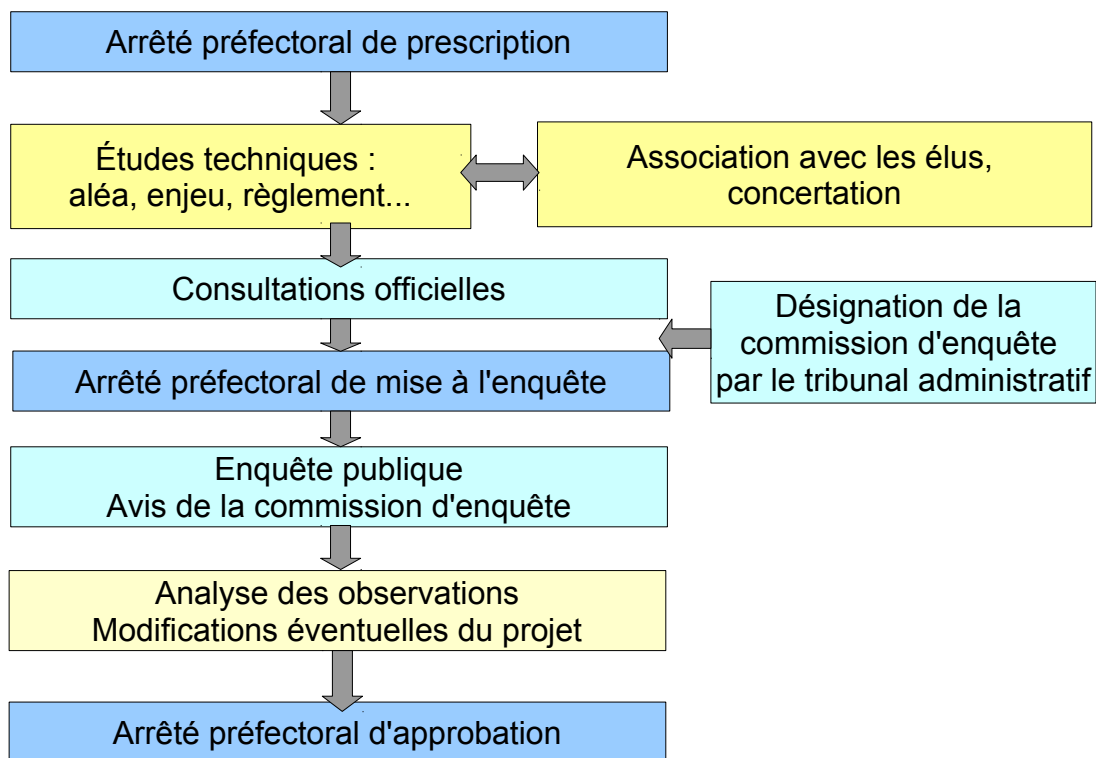 Arrêté préfectoral de prescription
Études techniques :
aléa, enjeu, règlement...
Association avec les élus,
concertation
Consultations officielles
Désignation de la
commission d'enquête
par le tribunal administratif
Arrêté préfectoral de mise à l'enquête
Enquête publique
Avis de la commission d'enquête
Analyse des observations
Modifications éventuelles du projet
Arrêté préfectoral d'approbation